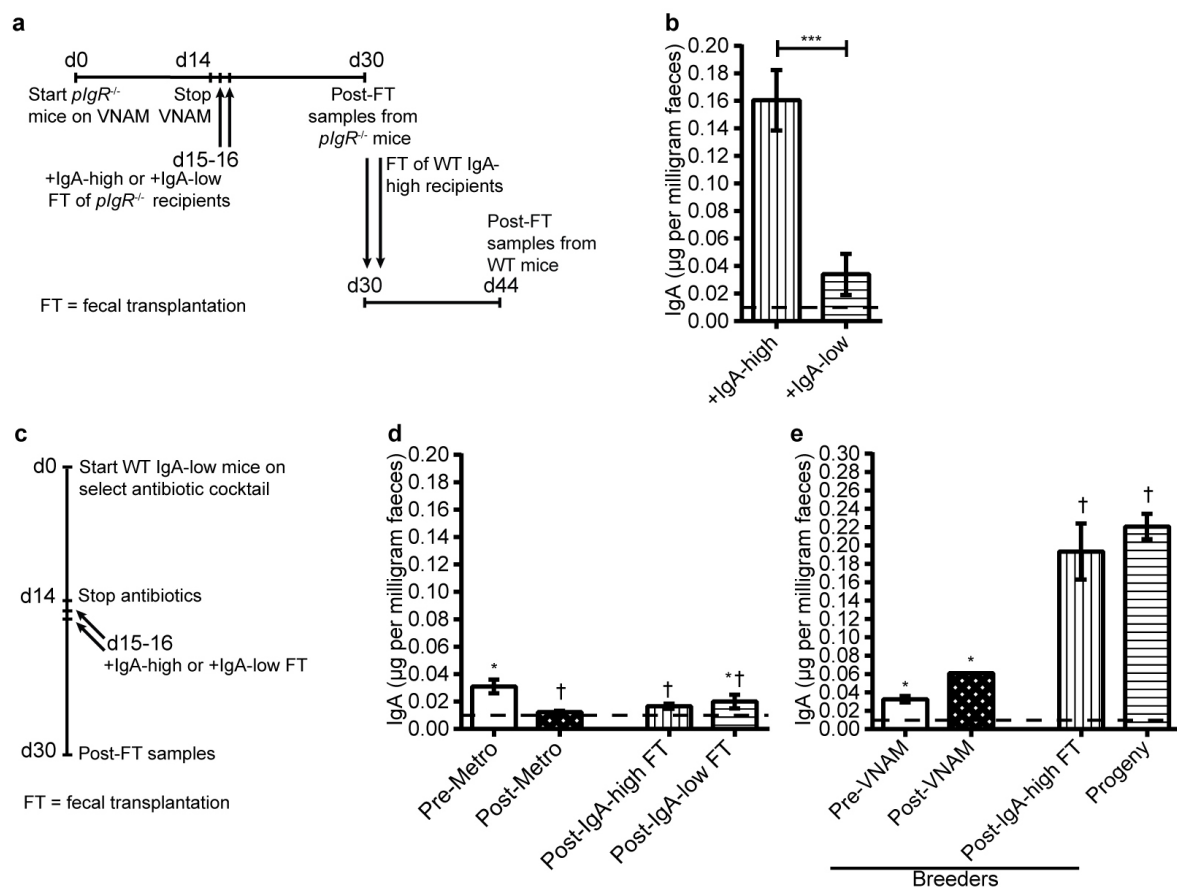 a
d0
d14
d30
Start pIgR-/-
mice on VNAM
Stop
VNAM
Post-FT
samples from
pIgR-/- mice
d15-16
+IgA-high or +IgA-low
FT of pIgR-/- recipients
FT of WT IgA-
high recipients
Post-FT
samples from
WT mice
d30
d44
FT = fecal transplantation
b
***
IgA (µg per milligram faeces)
0.20
0.18
0.16
0.14
0.12
0.10
0.08
0.06
0.04
0.02
0.00
+IgA-high
+IgA-low
c
d0
Start WT IgA-low mice on
select antibiotic cocktail
d14
Stop antibiotics
d15-16
+IgA-high or +IgA-low FT
d30
Post-FT samples
FT = fecal transplantation
d
IgA (µg per milligram faeces)
0.20
0.18
0.16
0.14
0.12
0.10
0.08
0.06
0.04
0.02
0.00
*
†
†
*†
Pre-Metro
Post-Metro
Post-IgA-high FT
Post-IgA-low FT
e
IgA (µg per milligram faeces)
0.30
0.28
0.26
0.24
0.22
0.20
0.18
0.16
0.14
0.12
0.10
0.08
0.06
0.04
0.02
0.00
*
*
†
†
Pre-VNAM
Post-VNAM
Post-IgA-high FT
Progeny
Breeders